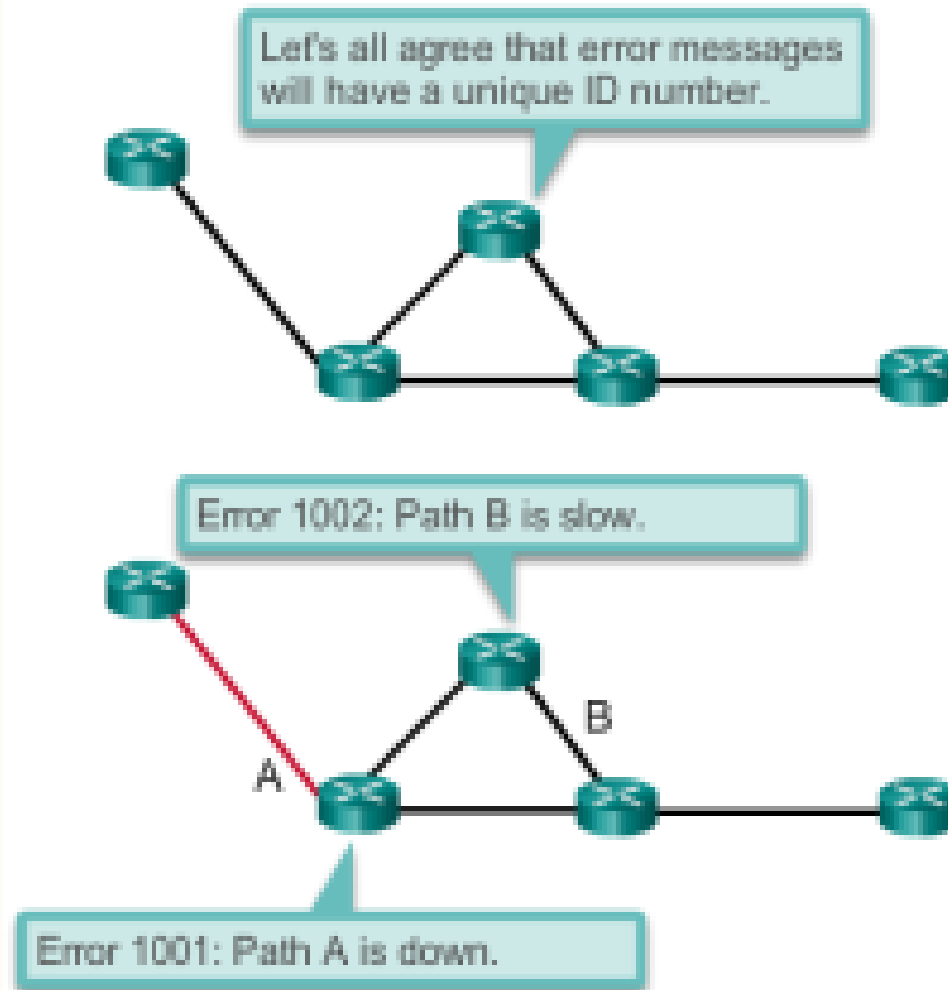 Let's all agree that error messages
will have a unique ID number.
Error 1002: Path B is slow.
B
A
Error 1001: Path A is down.